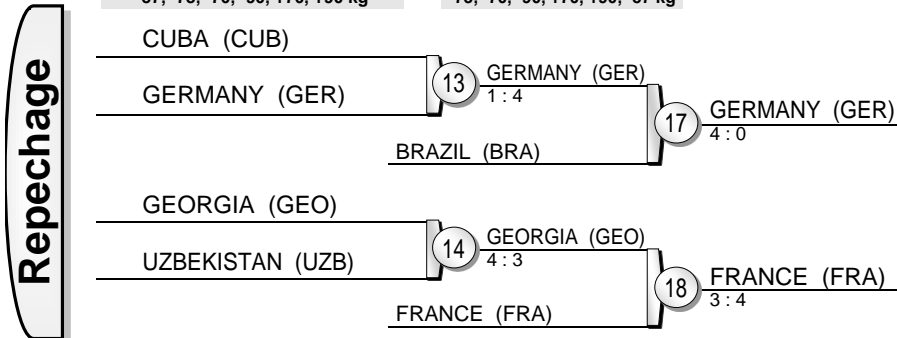 Repechage
CUBA (CUB)
GERMANY (GER)
13
GERMANY (GER)
1 : 4
BRAZIL (BRA)
17
GERMANY (GER)
4 : 0
GEORGIA (GEO)
UZBEKISTAN (UZB)
14
GEORGIA (GEO)
4 : 3
FRANCE (FRA)
18
FRANCE (FRA)
3 : 4